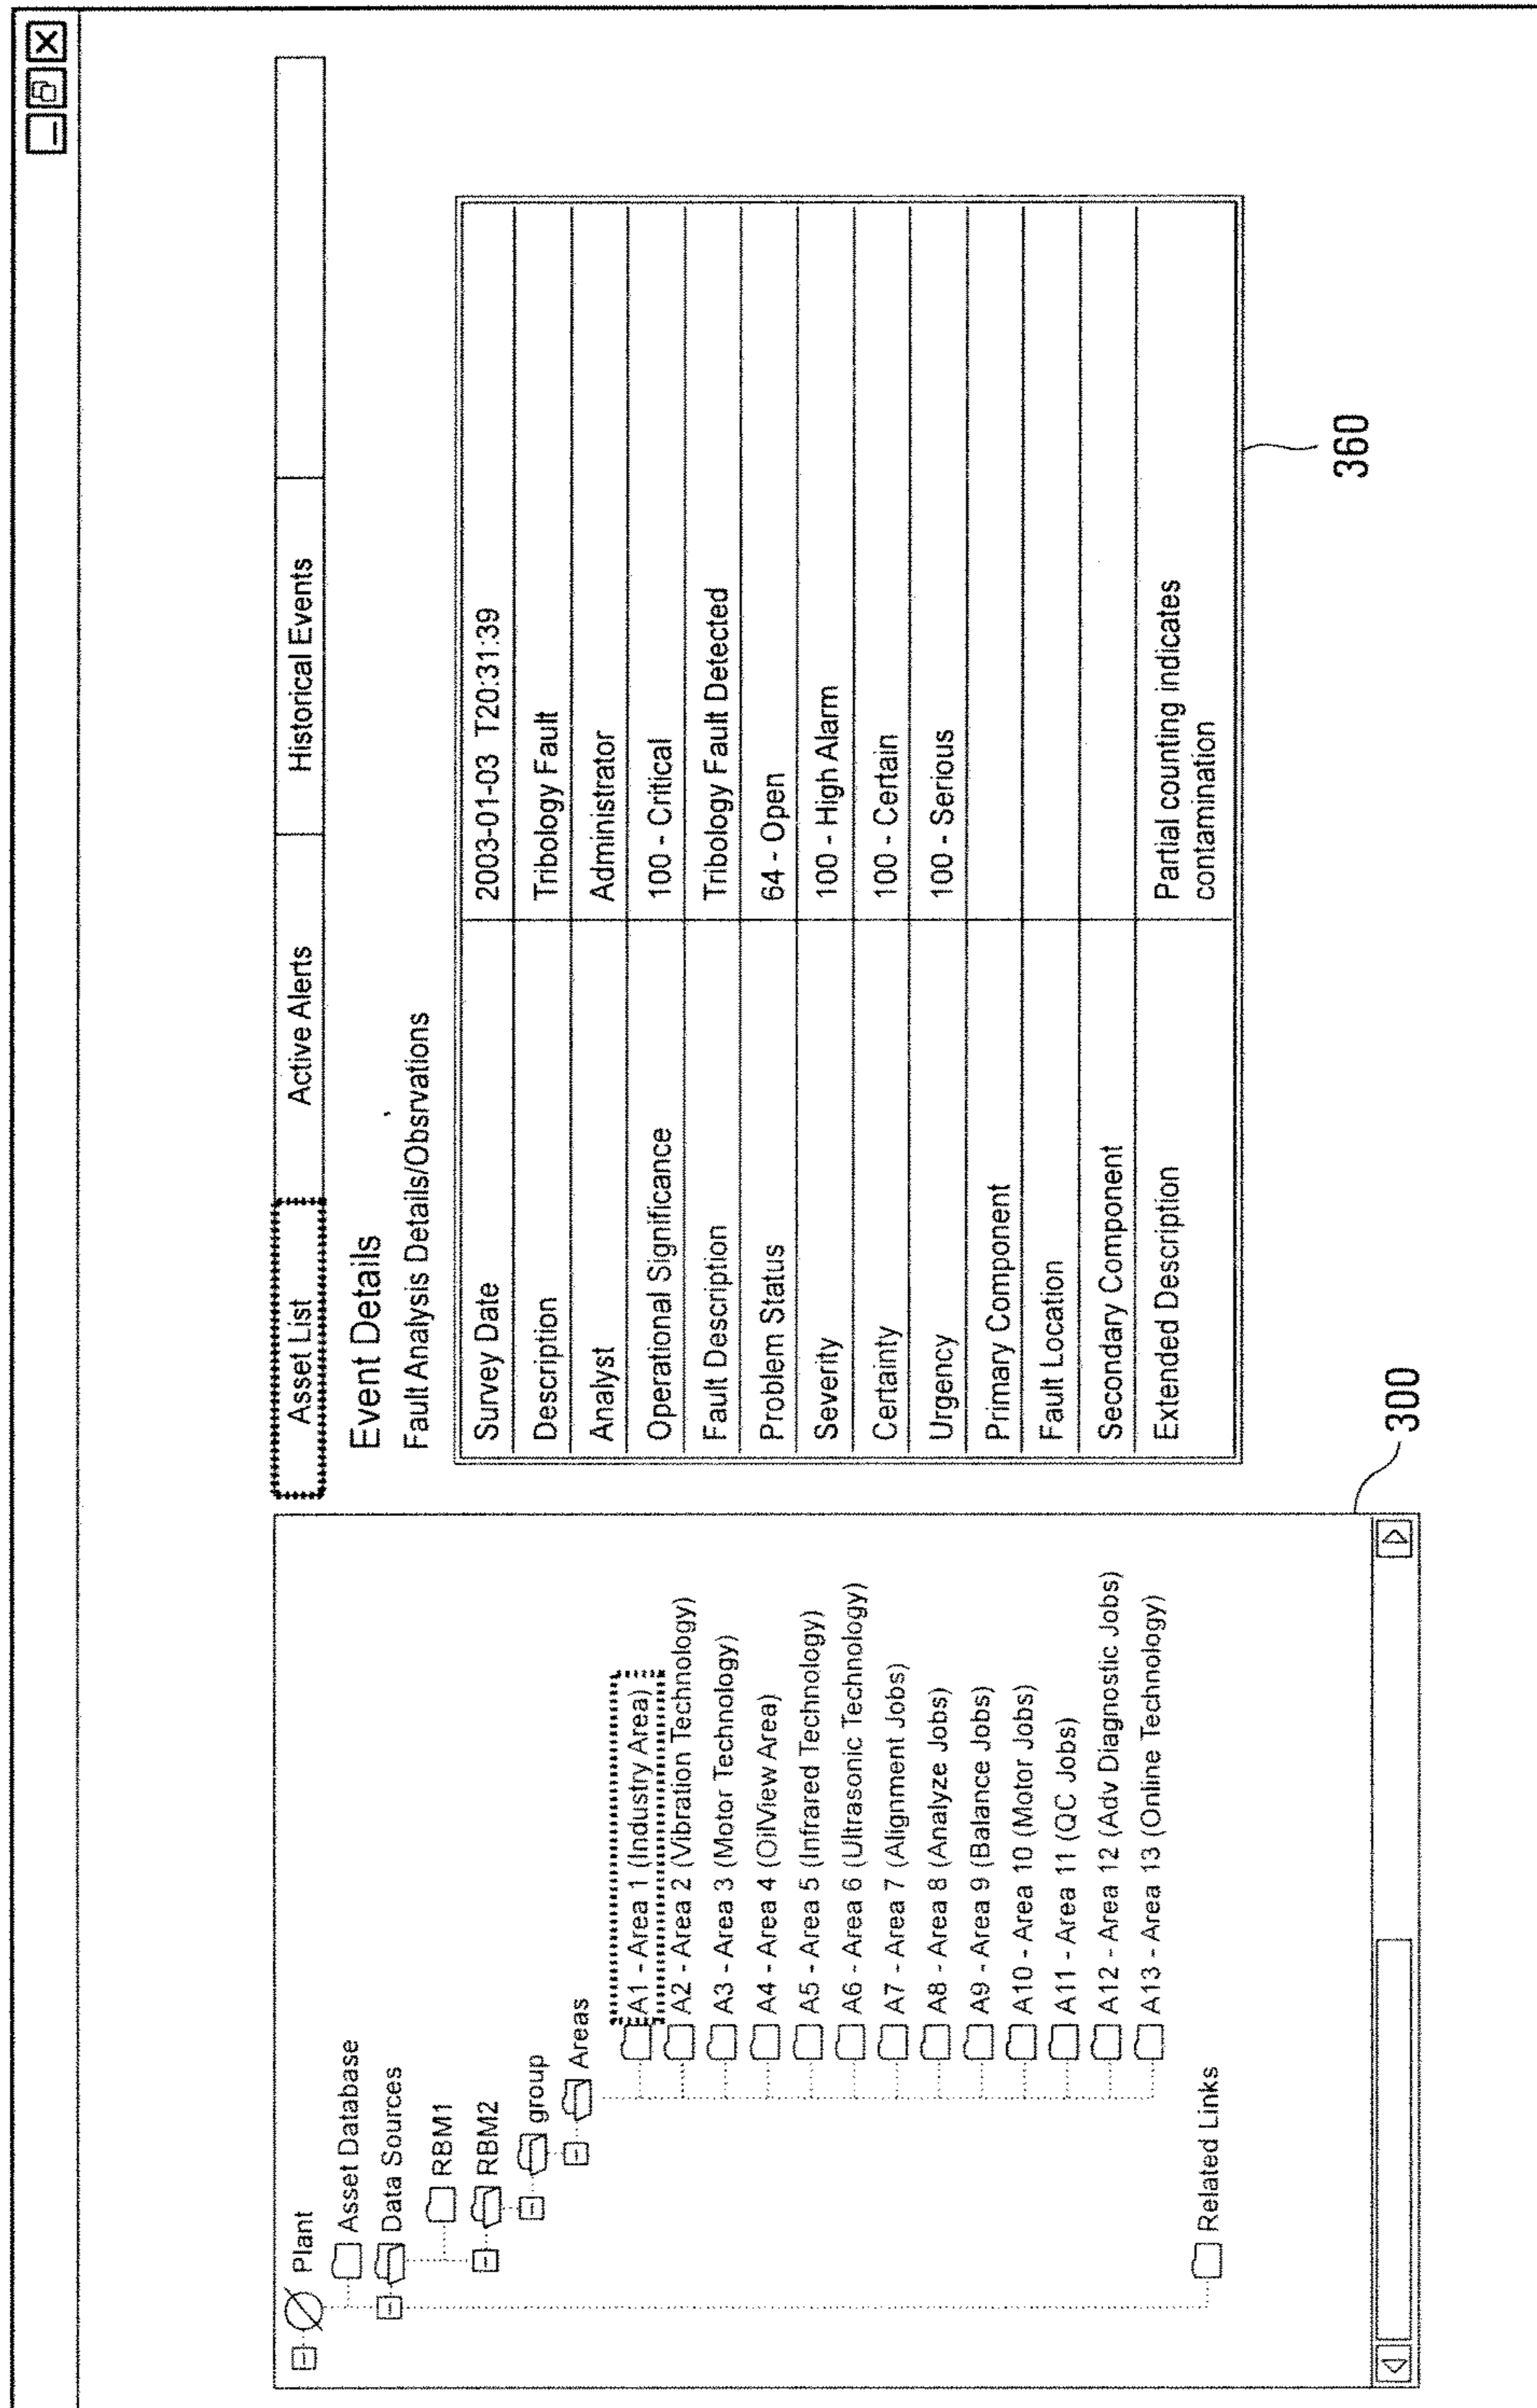 Plant
Asset Database
Data Sources
RBM1
RBM2
group
Areas
A1 - Area 1 (Industry Area)
A2 - Area 2 (Vibration Technology)
A3 - Area 3 (Motor Technology)
A4 - Area 4 (OilView Area)
A5 - Area 5 (Infrared Technology)
A6 - Area 6 (Ultrasonic Technology)
A7 - Area 7 (Alignment Jobs)
A8 - Area 8 (Analyze Jobs)
A9 - Area 9 (Balance Jobs)
A10 - Area 10 (Motor Jobs)
A11 - Area 11 (QC Jobs)
A12 - Area 12 (Adv Diagnostic Jobs)
A13 - Area 13 (Online Technology)
Related Links
300
Asset List Active Alerts Historical Events
Event Details
Fault Analysis Details/Obsrvations
Survey Date 2003-01-03 T20:31:39
Description Tribology Fault
Analyst Administrator
Operational Significance 100 - Critical
Fault Description Tribology Fault Detected
Problem Status 64 - Open
Severity 100 - High Alarm
Certainty 100 - Certain
Urgency 100 - Serious
Primary Component
Fault Location
Secondary Component
Extended Description Partial counting indicates
contamination
360